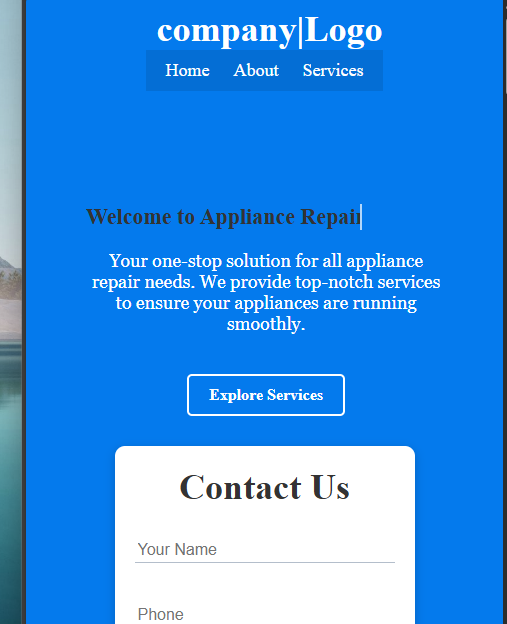 company|Logo
Home About Services
Welcome to Appliance Repair
Your one-stop solution for all appliance
repair needs. We provide top-notch services
to ensure your appliances are running
smoothly.
Explore Services
Contact Us
Your Name
Phone